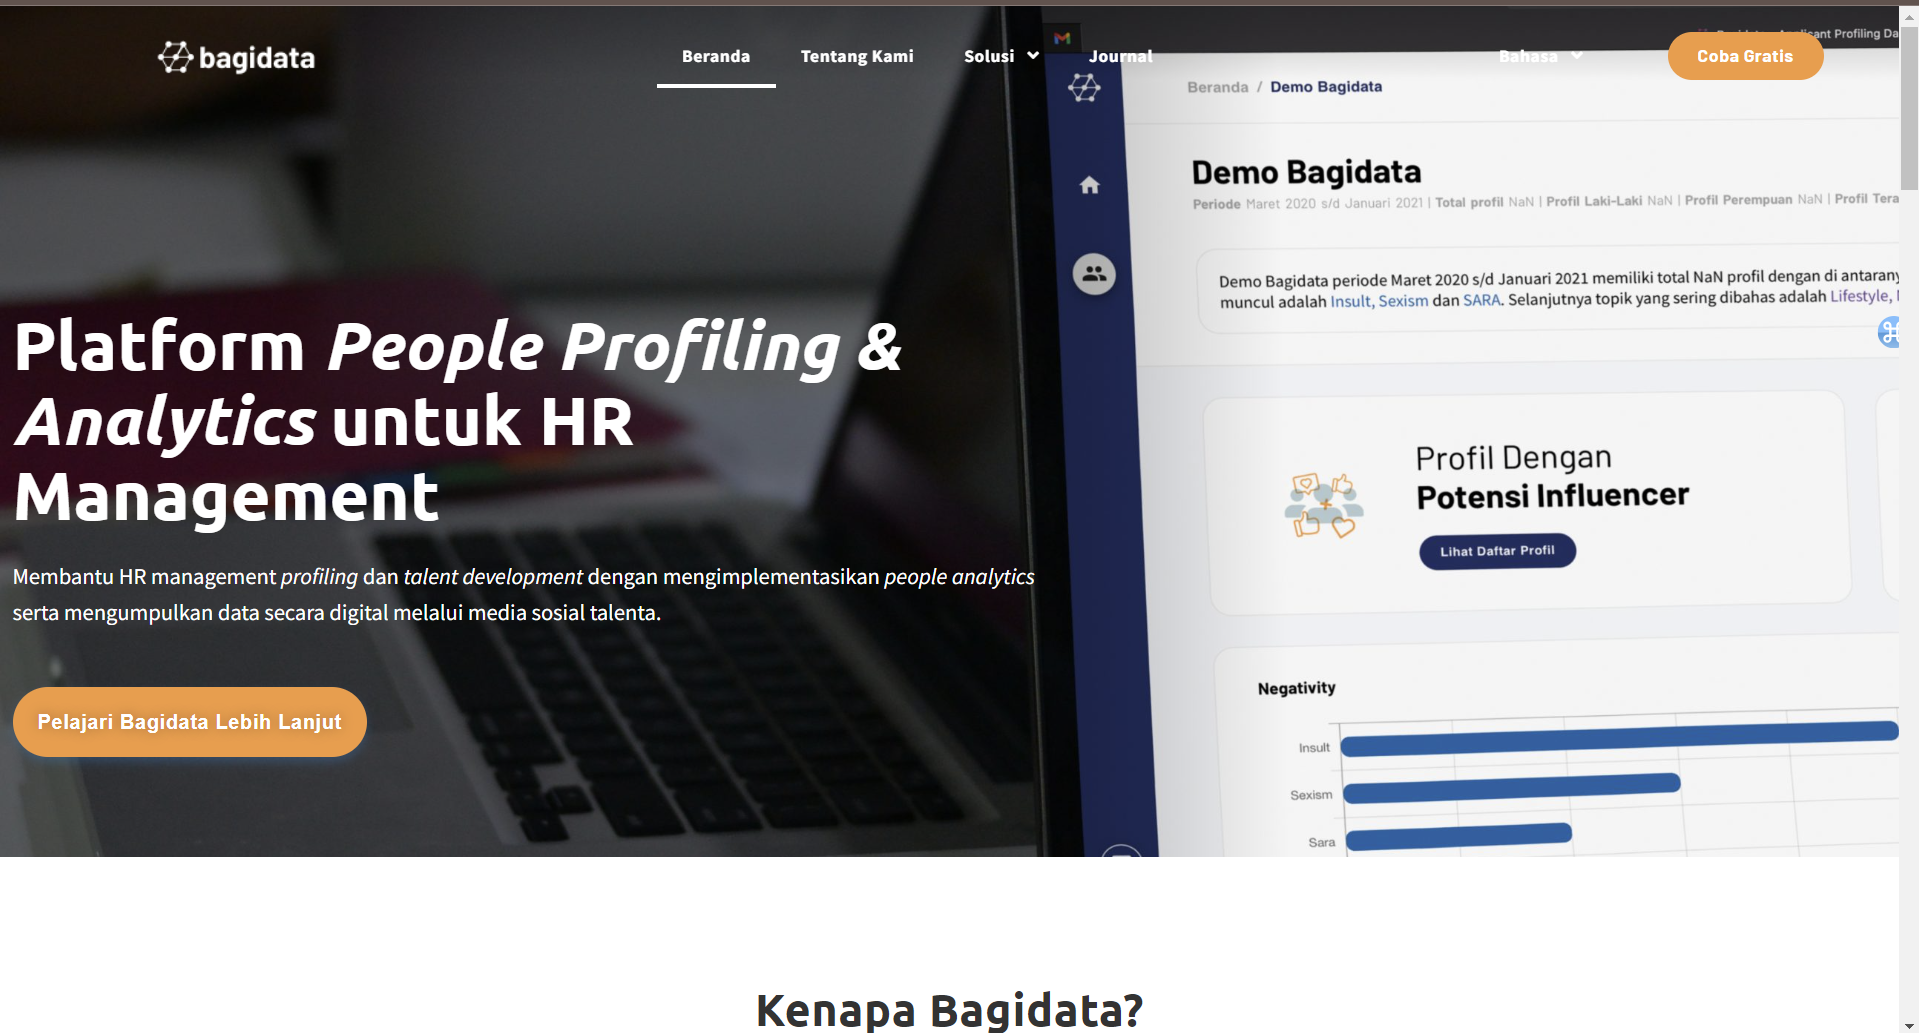 bagidata
Beranda
Tentang Kami
Solusi
Journal
Bahasa
Coba Gratis
Beranda / Demo Bagidata
Demo Bagidata
Periode Maret 2020 s/d Januari 2021 | Total profil NaN | Profil Laki-Laki NaN | Profil Perempuan NaN | Profil Tera
Demo Bagidata periode Maret 2020 s/d Januari 2021 memiliki total NaN profil dengan di antarany
muncul adalah Insult, Sexism dan SARA. Selanjutnya topik yang sering dibahas adalah Lifestyle,
Platform People Profiling &
Analytics untuk HR
Management
Membantu HR management profiling dan talent development dengan mengimplementasikan people analytics
serta mengumpulkan data secara digital melalui media sosial talenta.
Pelajari Bagidata Lebih Lanjut
Profil Dengan
Potensi Influencer
Lihat Daftar Profil
Negativity
Insult
Sexism
Sara
Kenapa Bagidata?